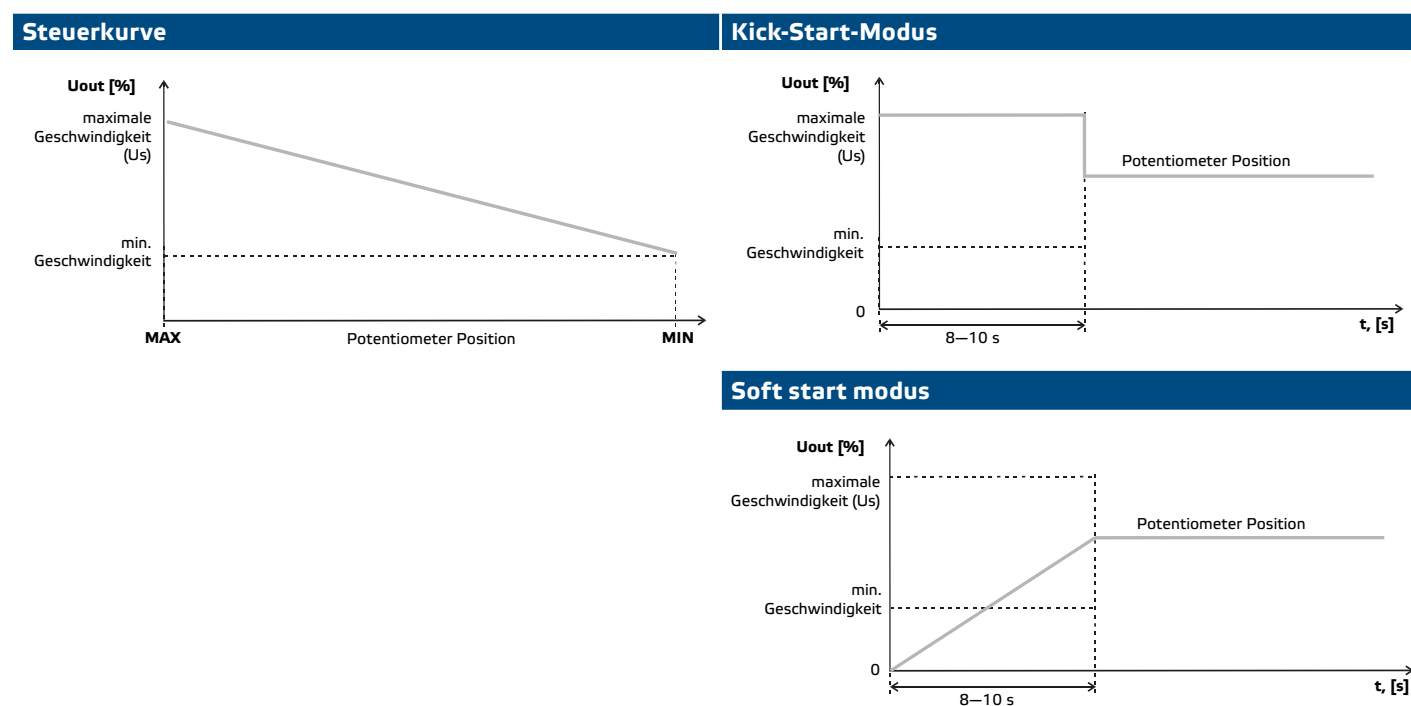 Steuerkurve
Uout [%]
maximale
Geschwindigkeit
(Us)
min.
Geschwindigkeit
MAX
Potentiometer Position
MIN
Kick-Start-Modus
Uout [%]
maximale
Geschwindigkeit
(Us)
Potentiometer Position
min.
Geschwindigkeit
0
8—10 s
t, [s]
Soft start modus
Uout [%]
maximale
Geschwindigkeit (Us)
Potentiometer Position
min.
Geschwindigkeit
0
8—10 s
t, [s]